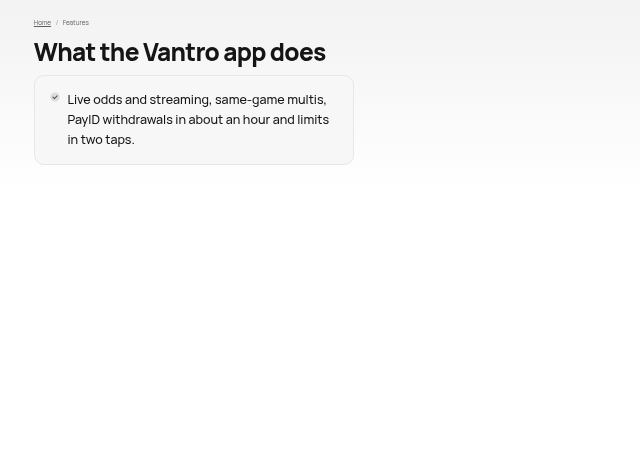 Home / Features
What the Vantro app does
Live odds and streaming, same-game multis,
PayID withdrawals in about an hour and limits
in two taps.